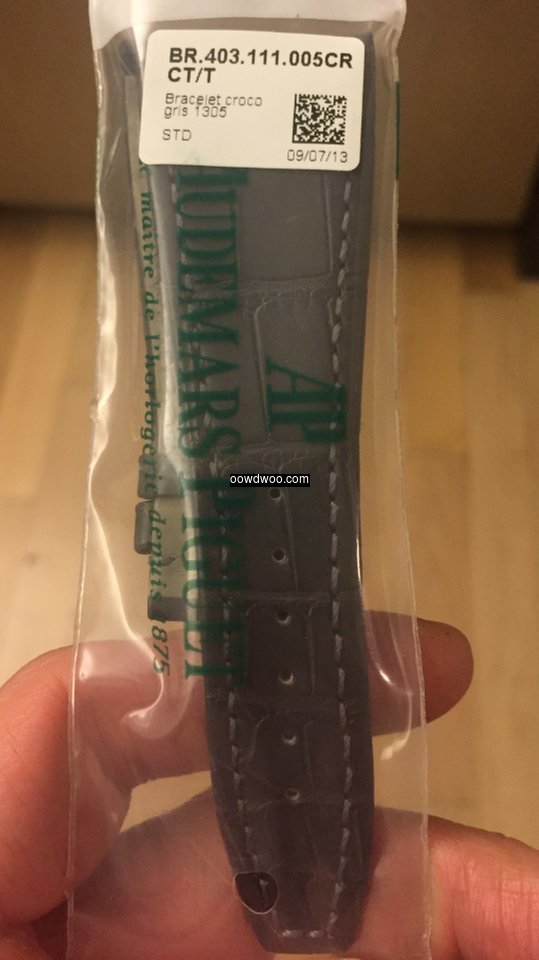 BR.403.111.005CR
CT/T
Bracelet croco
gris 1305
STD
09/07/13
AUDEMARS PIGUET
maître de l'horlogerie depuis 1875
AP
oowdwoo.com